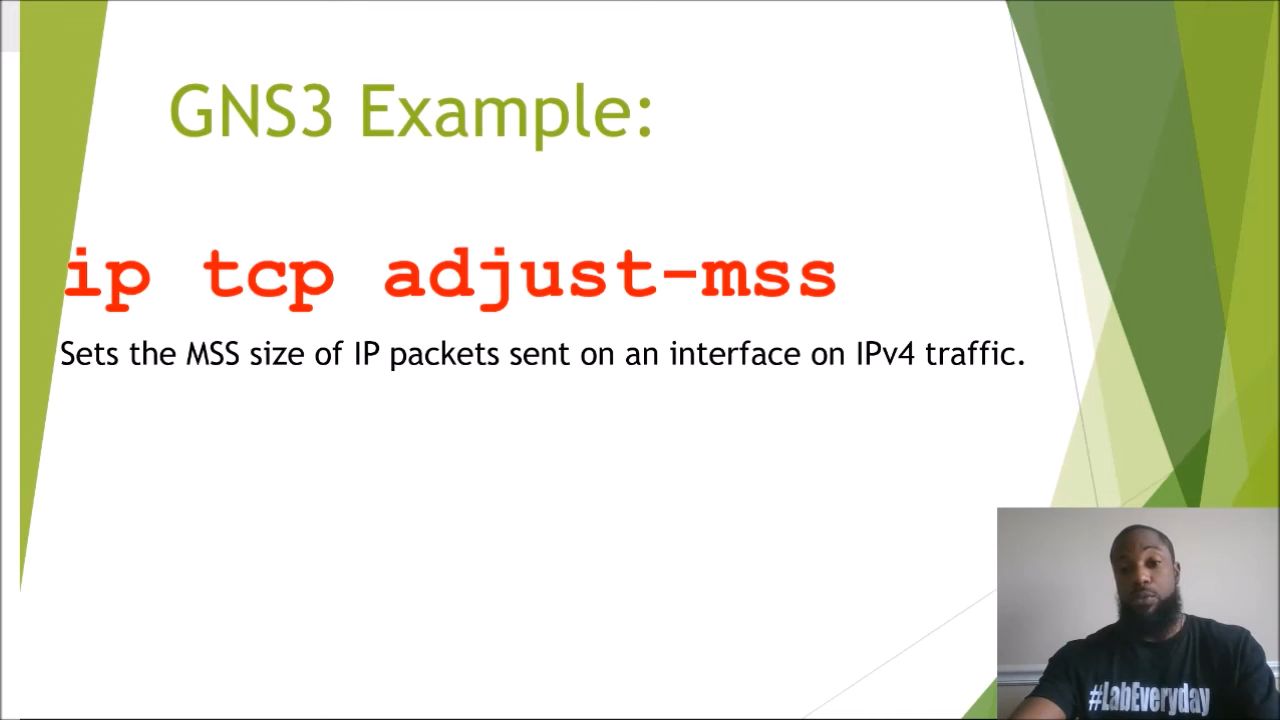 GNS3 Example:
ip tcp adjust-mss
Sets the MSS size of IP packets sent on an interface on IPv4 traffic.
#LabEveryday